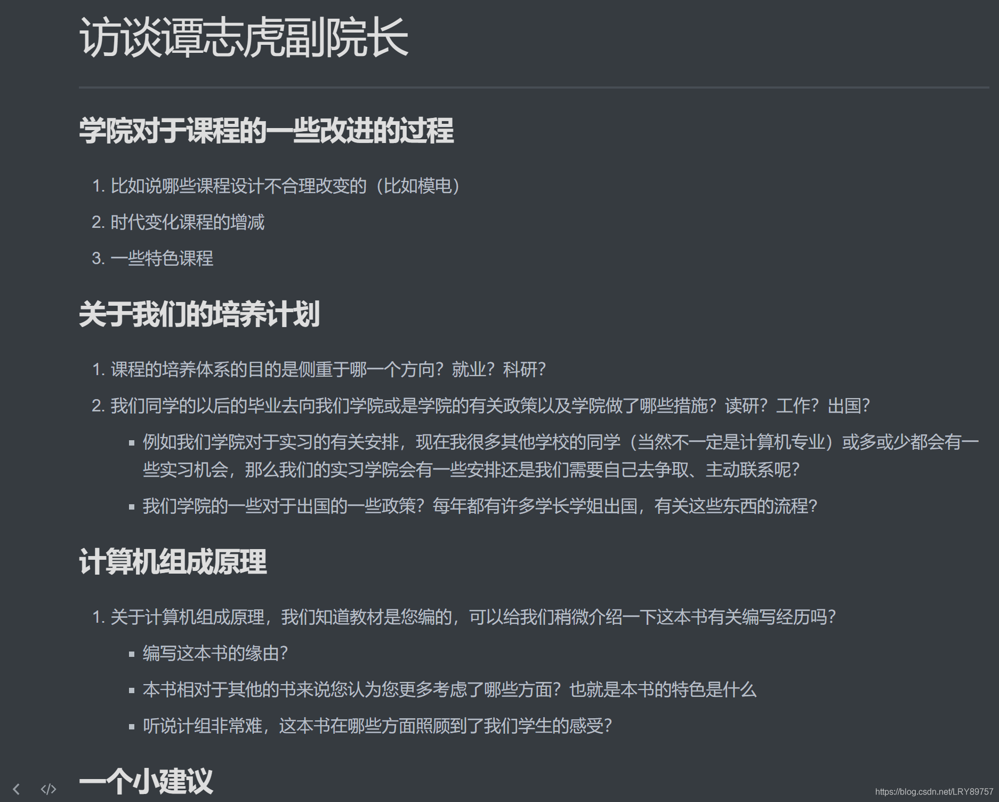 访谈谭志虎副院长
学院对于课程的一些改进的过程
1. 比如说哪些课程设计不合理改变的（比如模电）
2. 时代变化课程的增减
3. 一些特色课程
关于我们的培养计划
1. 课程的培养体系的目的是侧重于哪一个方向？就业？科研？
2. 我们同学的以后的毕业去向我们学院或是学院的有关政策以及学院做了哪些措施？读研？工作？出国？
▪ 例如我们学院对于实习的有关安排，现在我很多其他学校的同学（当然不一定是计算机专业）或多或少都会有一
些实习机会，那么我们的实习学院会有一些安排还是我们需要自己去争取、主动联系呢？
▪ 我们学院的一些对于出国的一些政策？每年都有许多学长学姐出国，有关这些东西的流程?
计算机组成原理
1. 关于计算机组成原理，我们知道教材是您编的，可以给我们稍微介绍一下这本书有关编写经历吗？
▪ 编写这本书的缘由？
▪ 本书相对于其他的书来说您认为您更多考虑了哪些方面？也就是本书的特色是什么
▪ 听说计组非常难，这本书在哪些方面照顾到了我们学生的感受？
一个小建议
</> https://blog.csdn.net/LRY89757